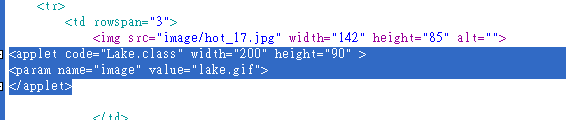 <tr>
<td rowspan="3">
<img src="image/hot_17.jpg" width="142" height="85" alt="">
<applet code="Lake.class" width="200" height="90" >
<param name="image" value="lake.gif">
</applet>
</td>